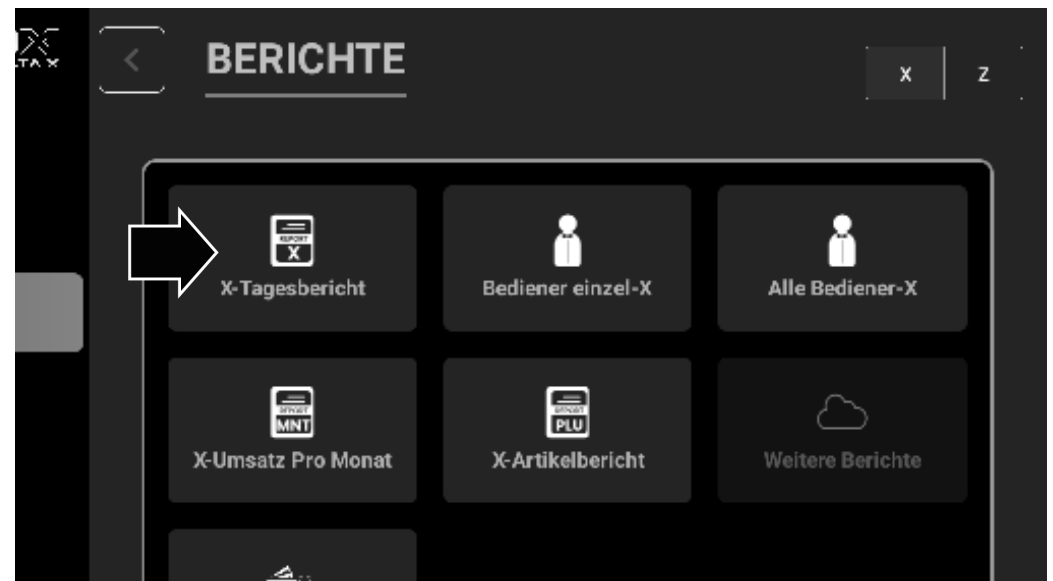 BERICHTE
X Z
REPORT
X
X-Tagesbericht
Bediener einzel-X
Alle Bediener-X
REPORT
MNT
X-Umsatz Pro Monat
REPORT
PLU
X-Artikelbericht
Weitere Berichte